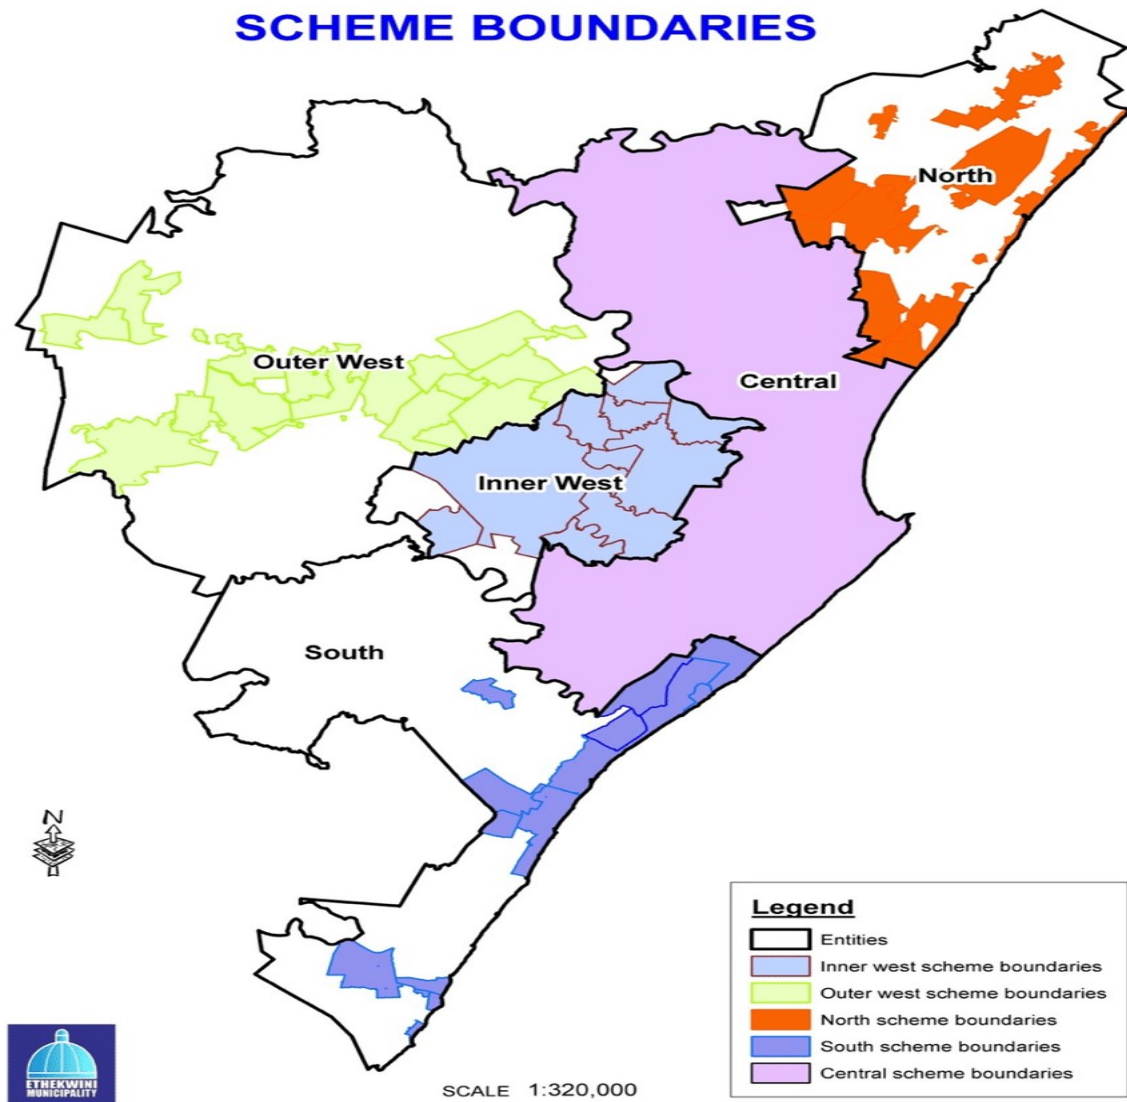 SCHEME BOUNDARIES
North
Outer West
Central
Inner West
South
N
Legend
Entities
Inner west scheme boundaries
Outer west scheme boundaries
North scheme boundaries
South scheme boundaries
Central scheme boundaries
ETHEKWINI
MUNICIPALITY
SCALE 1:320,000